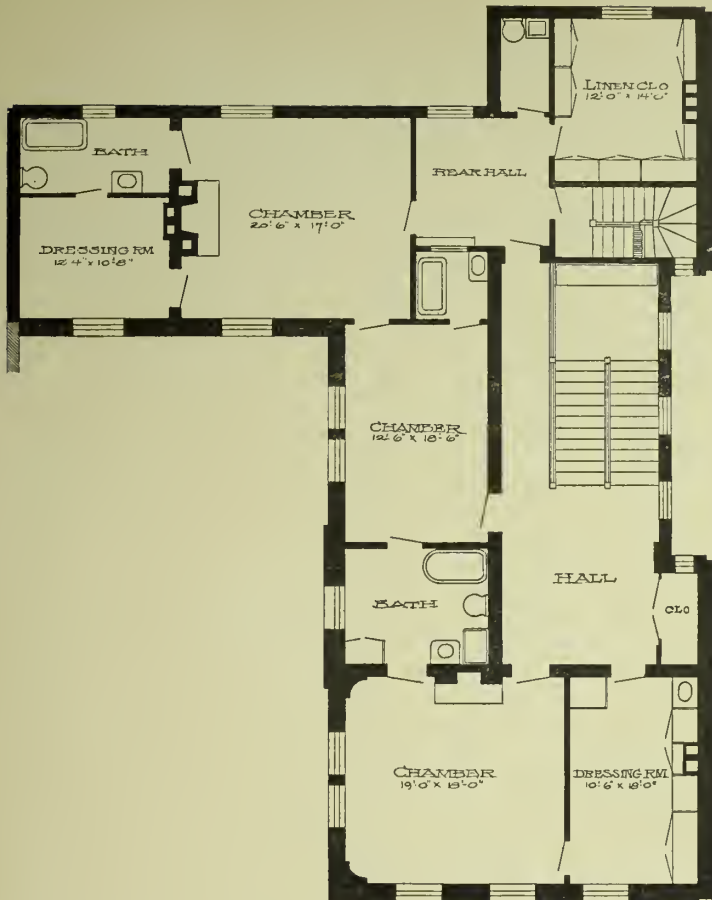 LINEN CLO
12'·0" × 14'·0"
BATH
REAR HALL
CHAMBER
20'·6" × 17'·0"
DRESSING RM
12'·4" × 10'·8"
CHAMBER
12'·6" × 18'·6"
HALL
BATH
CLO
CHAMBER
19'·0" × 18'·0"
DRESSING RM
10'·6" × 18'·0"